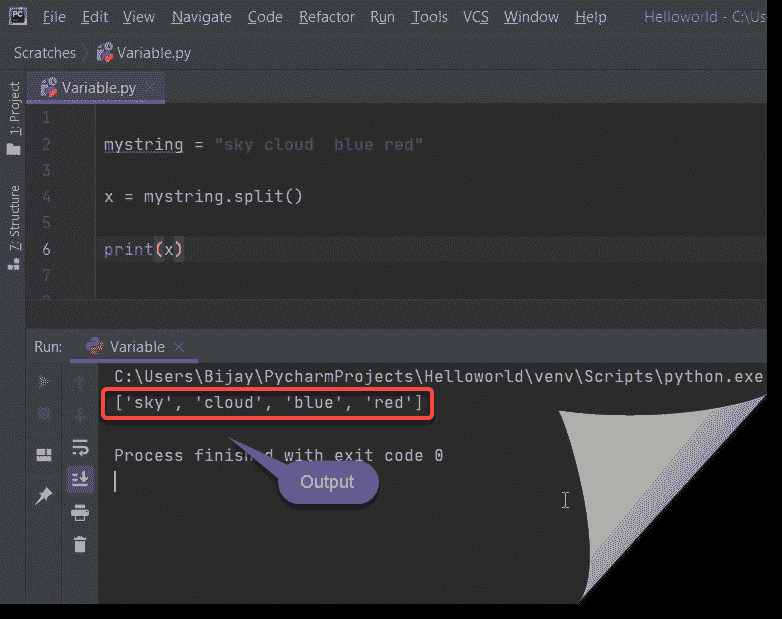 PC File Edit View Navigate Code Refactor Run Tools VCS Window Help Helloworld - C:\Us
Scratches Variable.py
Variable.py
1: Project
Z: Structure
1
2 mystring = "sky cloud  blue red"
3
4 x = mystring.split()
5
6 print(x)
7
Run: Variable
C:\Users\Bijay\PycharmProjects\Helloworld\venv\Scripts\python.exe
['sky', 'cloud', 'blue', 'red']
Process finished with exit code 0
Output